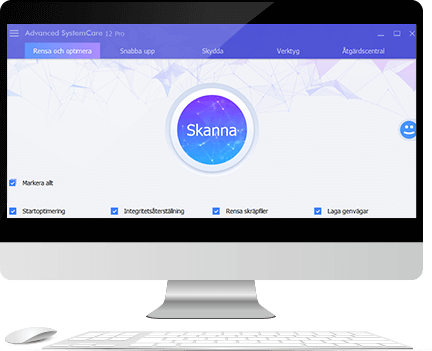 Advanced SystemCare 12 Pro
Rensa och optimera Snabba upp Skydda Verktyg Åtgärdscentral
Skanna
Markera allt
Startoptimering Integritetsåterställning Rensa skräpfiler Laga genvägar